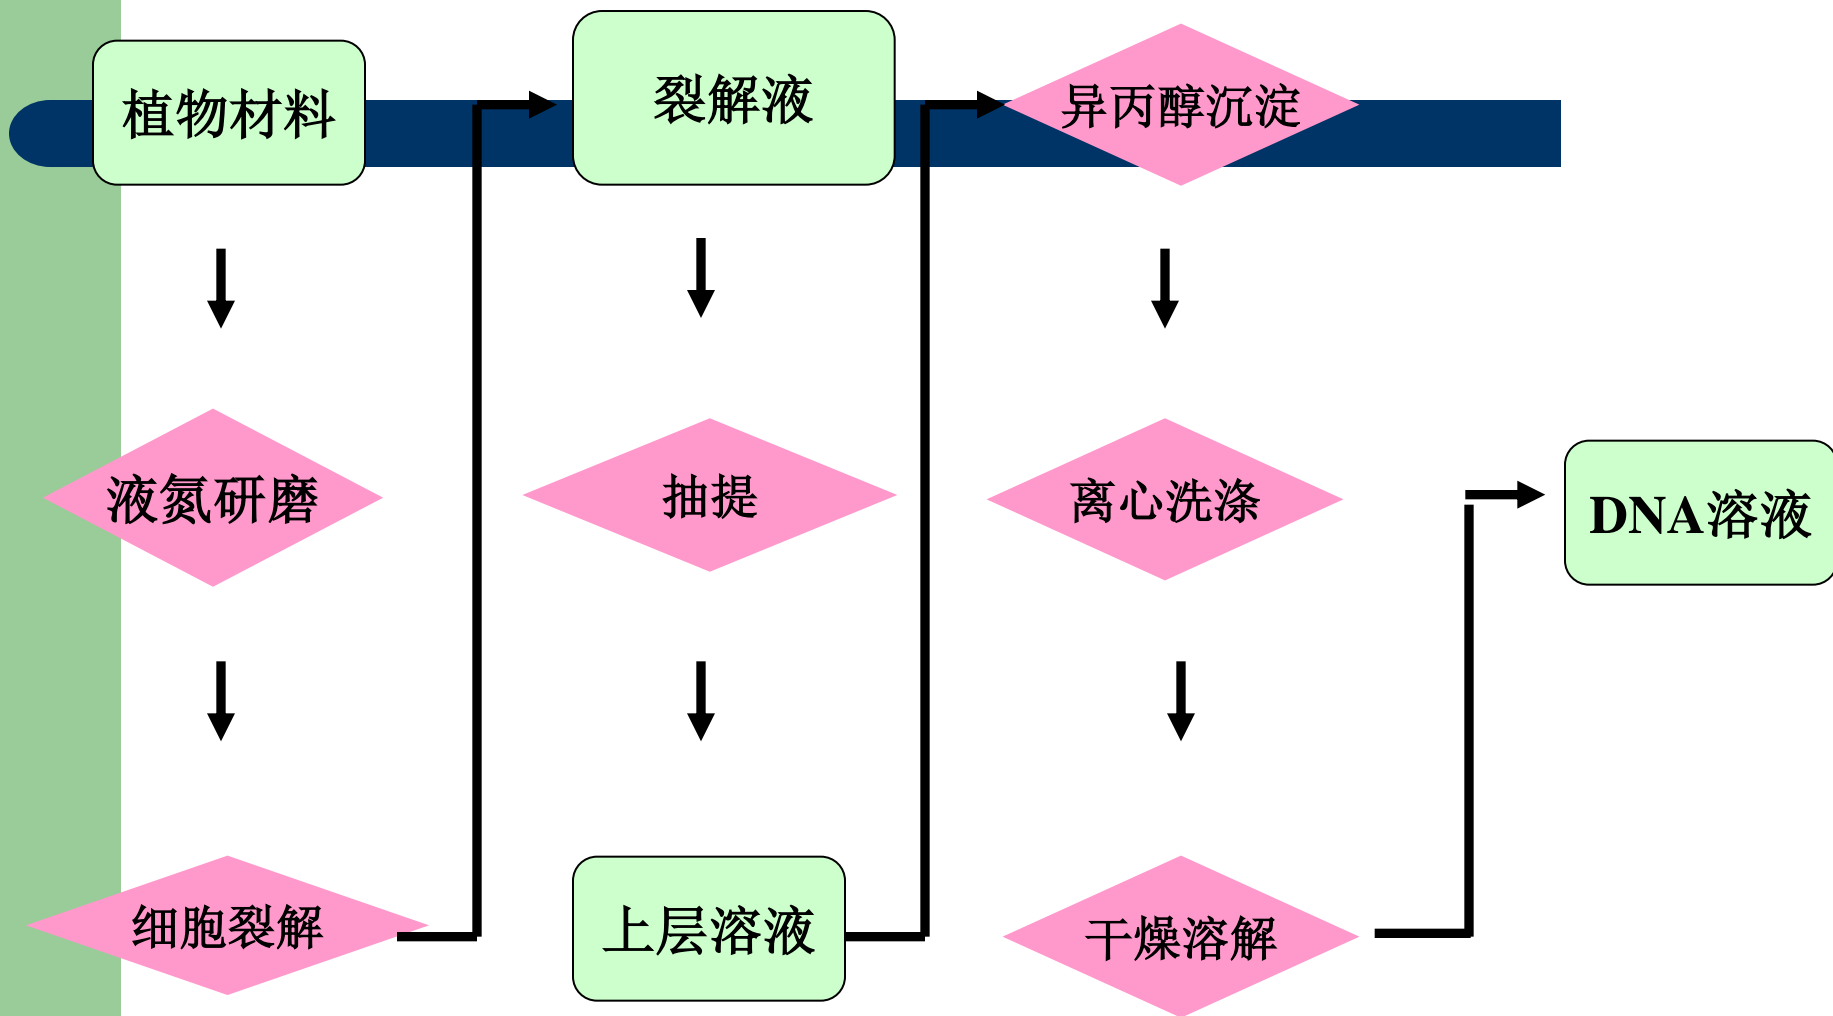 植物材料
液氮研磨
细胞裂解
裂解液
抽提
上层溶液
异丙醇沉淀
离心洗涤
干燥溶解
DNA溶液